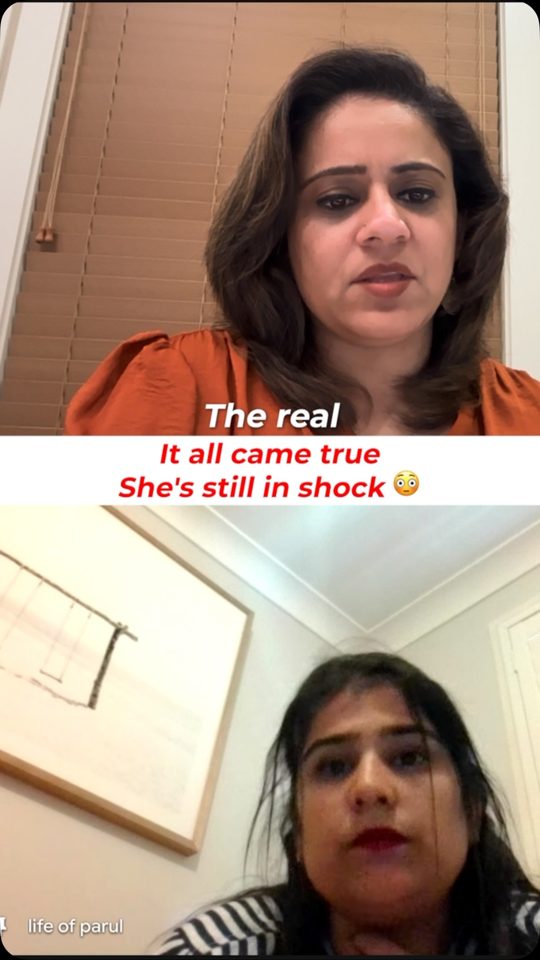 The real
It all came true
She's still in shock 😳
life of parul